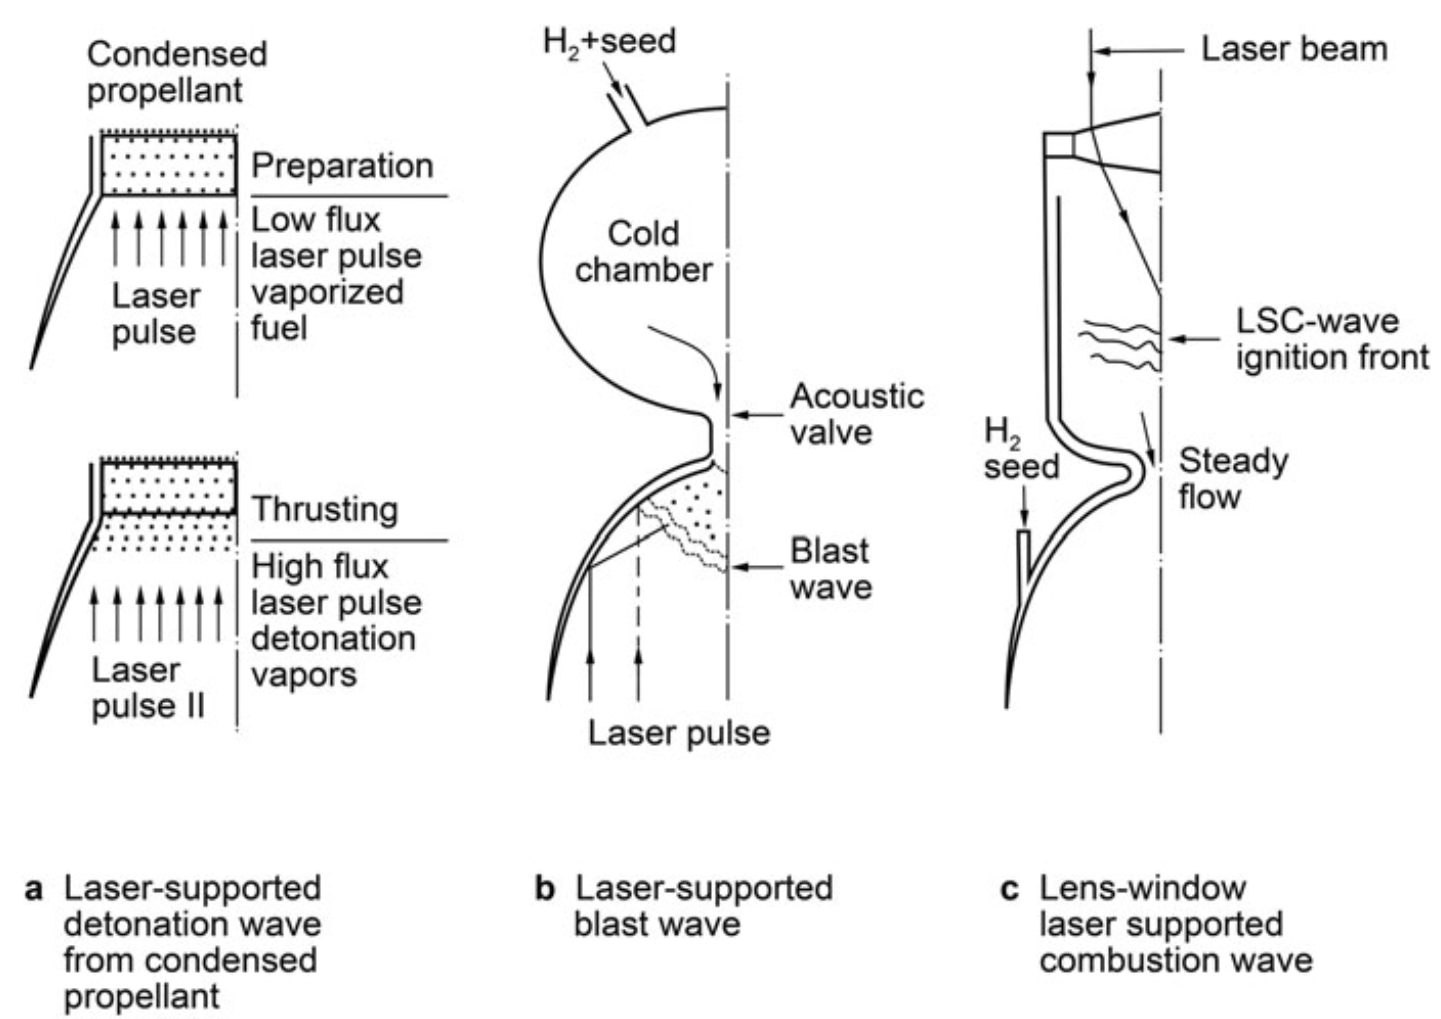 Condensed
propellant
Preparation
Low flux
laser pulse
vaporized
fuel
Laser
pulse
Thrusting
High flux
laser pulse
detonation
vapors
Laser
pulse II
a Laser-supported
detonation wave
from condensed
propellant
H2+seed
Cold
chamber
Acoustic
valve
Blast
wave
Laser pulse
b Laser-supported
blast wave
Laser beam
LSC-wave
ignition front
H2
seed
Steady
flow
c Lens-window
laser supported
combustion wave